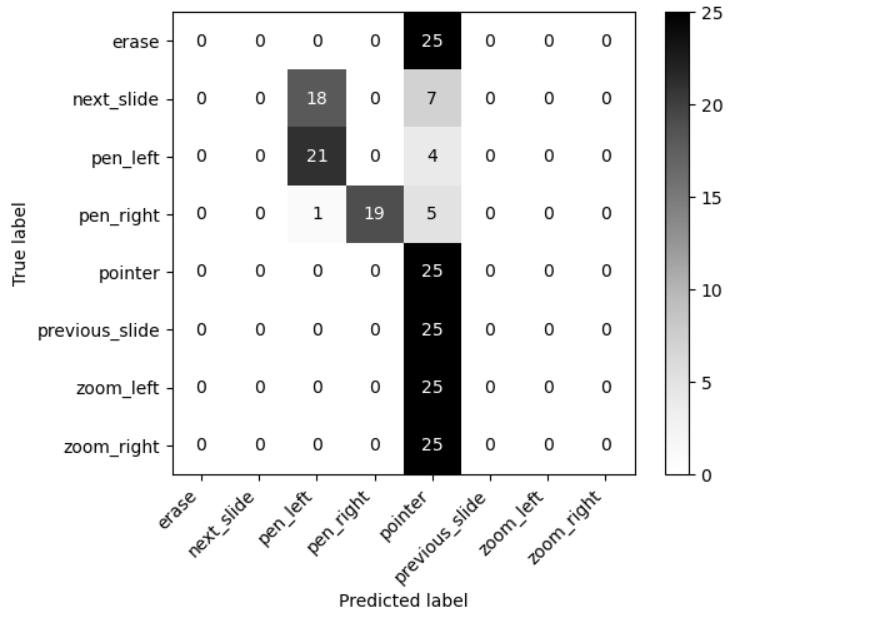 erase 0 0 0 0 25 0 0 0
next_slide 0 0 18 0 7 0 0 0
pen_left 0 0 21 0 4 0 0 0
pen_right 0 0 1 19 5 0 0 0
pointer 0 0 0 0 25 0 0 0
previous_slide 0 0 0 0 25 0 0 0
zoom_left 0 0 0 0 25 0 0 0
zoom_right 0 0 0 0 25 0 0 0
True label
erase
next_slide
pen_left
pen_right
pointer
previous_slide
zoom_left
zoom_right
Predicted label
25
20
15
10
5
0